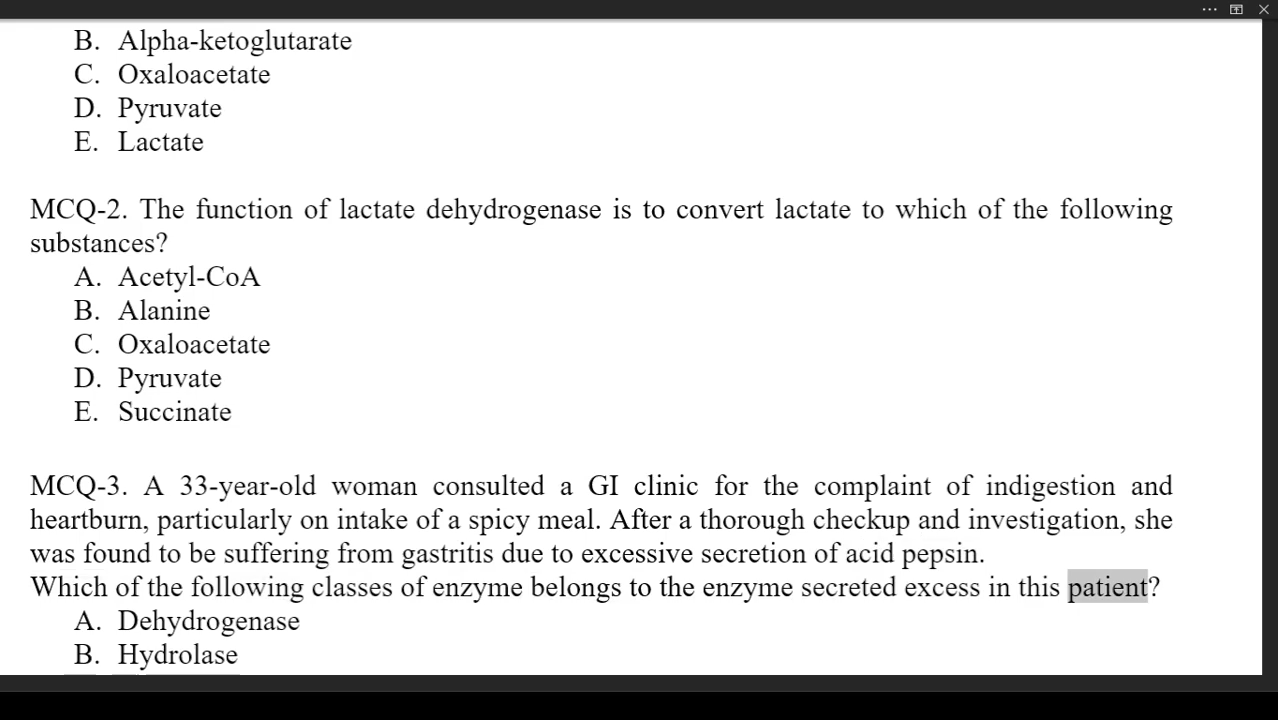 B. Alpha-ketoglutarate
C. Oxaloacetate
D. Pyruvate
E. Lactate
MCQ-2. The function of lactate dehydrogenase is to convert lactate to which of the following
substances?
A. Acetyl-CoA
B. Alanine
C. Oxaloacetate
D. Pyruvate
E. Succinate
MCQ-3. A 33-year-old woman consulted a GI clinic for the complaint of indigestion and
heartburn, particularly on intake of a spicy meal. After a thorough checkup and investigation, she
was found to be suffering from gastritis due to excessive secretion of acid pepsin.
Which of the following classes of enzyme belongs to the enzyme secreted excess in this patient?
A. Dehydrogenase
B. Hydrolase